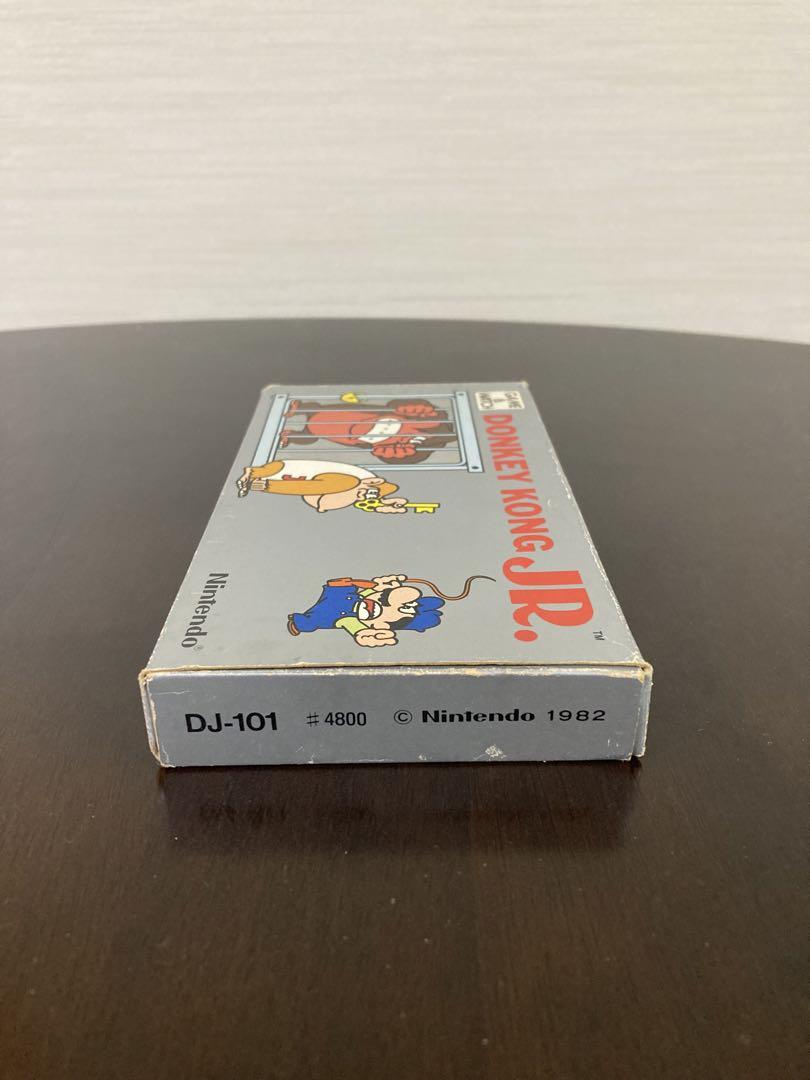 GAME & WATCH
DONKEY KONG JR.™
Nintendo®
DJ-101 #4800 © Nintendo 1982